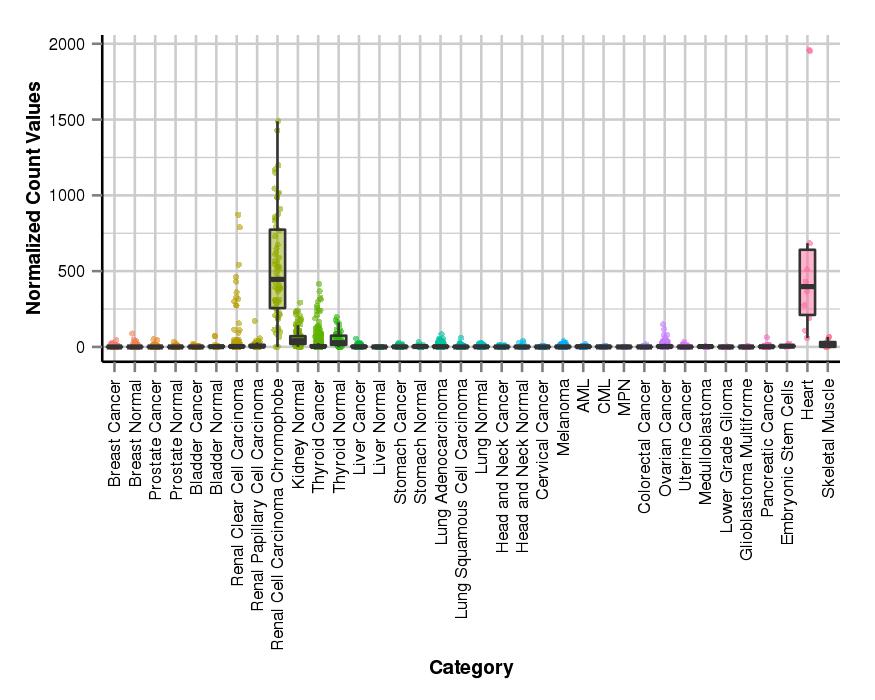 Normalized Count Values
2000
1500
1000
500
0
Breast Cancer
Breast Normal
Prostate Cancer
Prostate Normal
Bladder Cancer
Bladder Normal
Renal Clear Cell Carcinoma
Renal Papillary Cell Carcinoma
Renal Cell Carcinoma Chromophobe
Kidney Normal
Thyroid Cancer
Thyroid Normal
Liver Cancer
Liver Normal
Stomach Cancer
Stomach Normal
Lung Adenocarcinoma
Lung Squamous Cell Carcinoma
Lung Normal
Head and Neck Cancer
Head and Neck Normal
Cervical Cancer
Melanoma
AML
CML
MPN
Colorectal Cancer
Ovarian Cancer
Uterine Cancer
Medulloblastoma
Lower Grade Glioma
Glioblastoma Multiforme
Pancreatic Cancer
Embryonic Stem Cells
Heart
Skeletal Muscle
Category